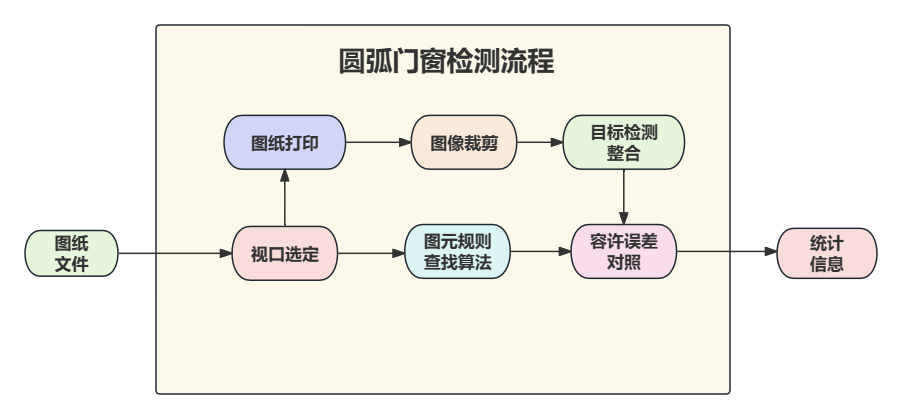 圆弧门窗检测流程
图纸打印
图像裁剪
目标检测
整合
图纸
文件
视口选定
图元规则
查找算法
容许误差
对照
统计
信息